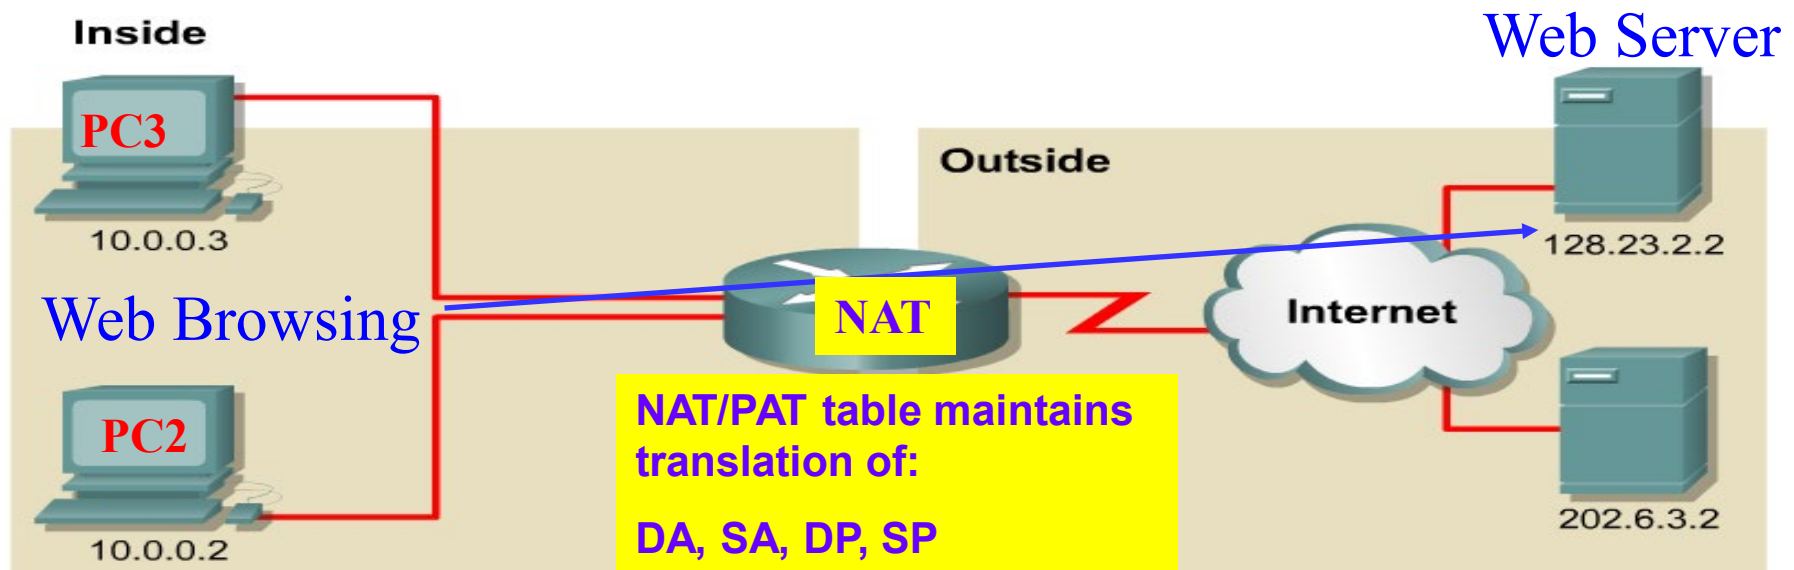 Inside
Web Server
PC3
Outside
10.0.0.3
128.23.2.2
Web Browsing
NAT
Internet
NAT/PAT table maintains
translation of:
DA, SA, DP, SP
PC2
10.0.0.2
202.6.3.2